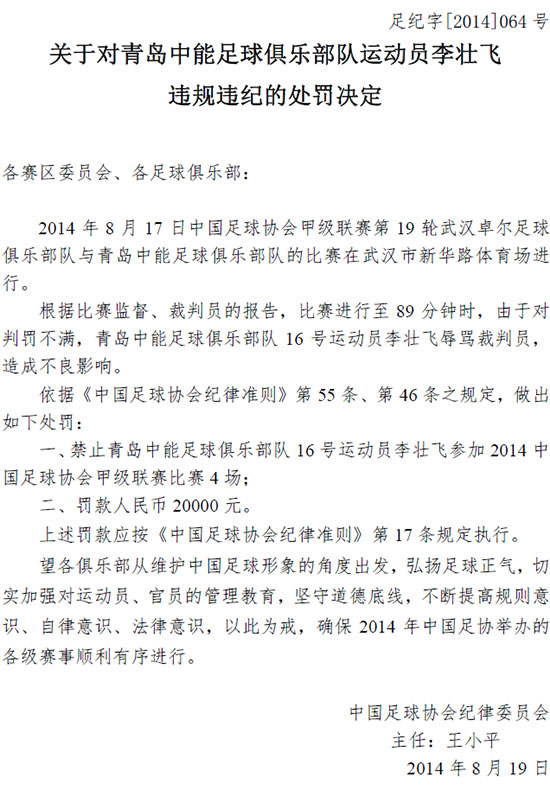 足纪字[2014]064 号
关于对青岛中能足球俱乐部队运动员李壮飞
违规违纪的处罚决定
各赛区委员会、各足球俱乐部：
2014 年 8 月 17 日中国足球协会甲级联赛第 19 轮武汉卓尔足球
俱乐部队与青岛中能足球俱乐部队的比赛在武汉市新华路体育场进
行。
根据比赛监督、裁判员的报告，比赛进行至 89 分钟时，由于对
判罚不满，青岛中能足球俱乐部队 16 号运动员李壮飞辱骂裁判员，
造成不良影响。
依据《中国足球协会纪律准则》第 55 条、第 46 条之规定，做出
如下处罚：
一、禁止青岛中能足球俱乐部队 16 号运动员李壮飞参加 2014 中
国足球协会甲级联赛比赛 4 场；
二、罚款人民币 20000 元。
上述罚款应按《中国足球协会纪律准则》第 17 条规定执行。
望各俱乐部从维护中国足球形象的角度出发，弘扬足球正气，切
实加强对运动员、官员的管理教育，坚守道德底线，不断提高规则意
识、自律意识、法律意识，以此为戒，确保 2014 年中国足协举办的
各级赛事顺利有序进行。
中国足球协会纪律委员会
主任：王小平
2014 年 8 月 19 日